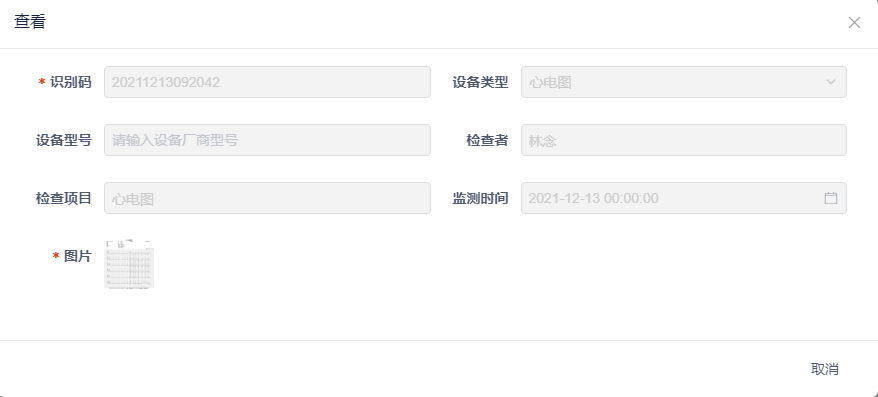 查看
* 识别码 20211213092042 设备类型 心电图
设备型号 请输入设备厂商型号 检查者 林念
检查项目 心电图 监测时间 2021-12-13 00:00:00
* 图片
取消